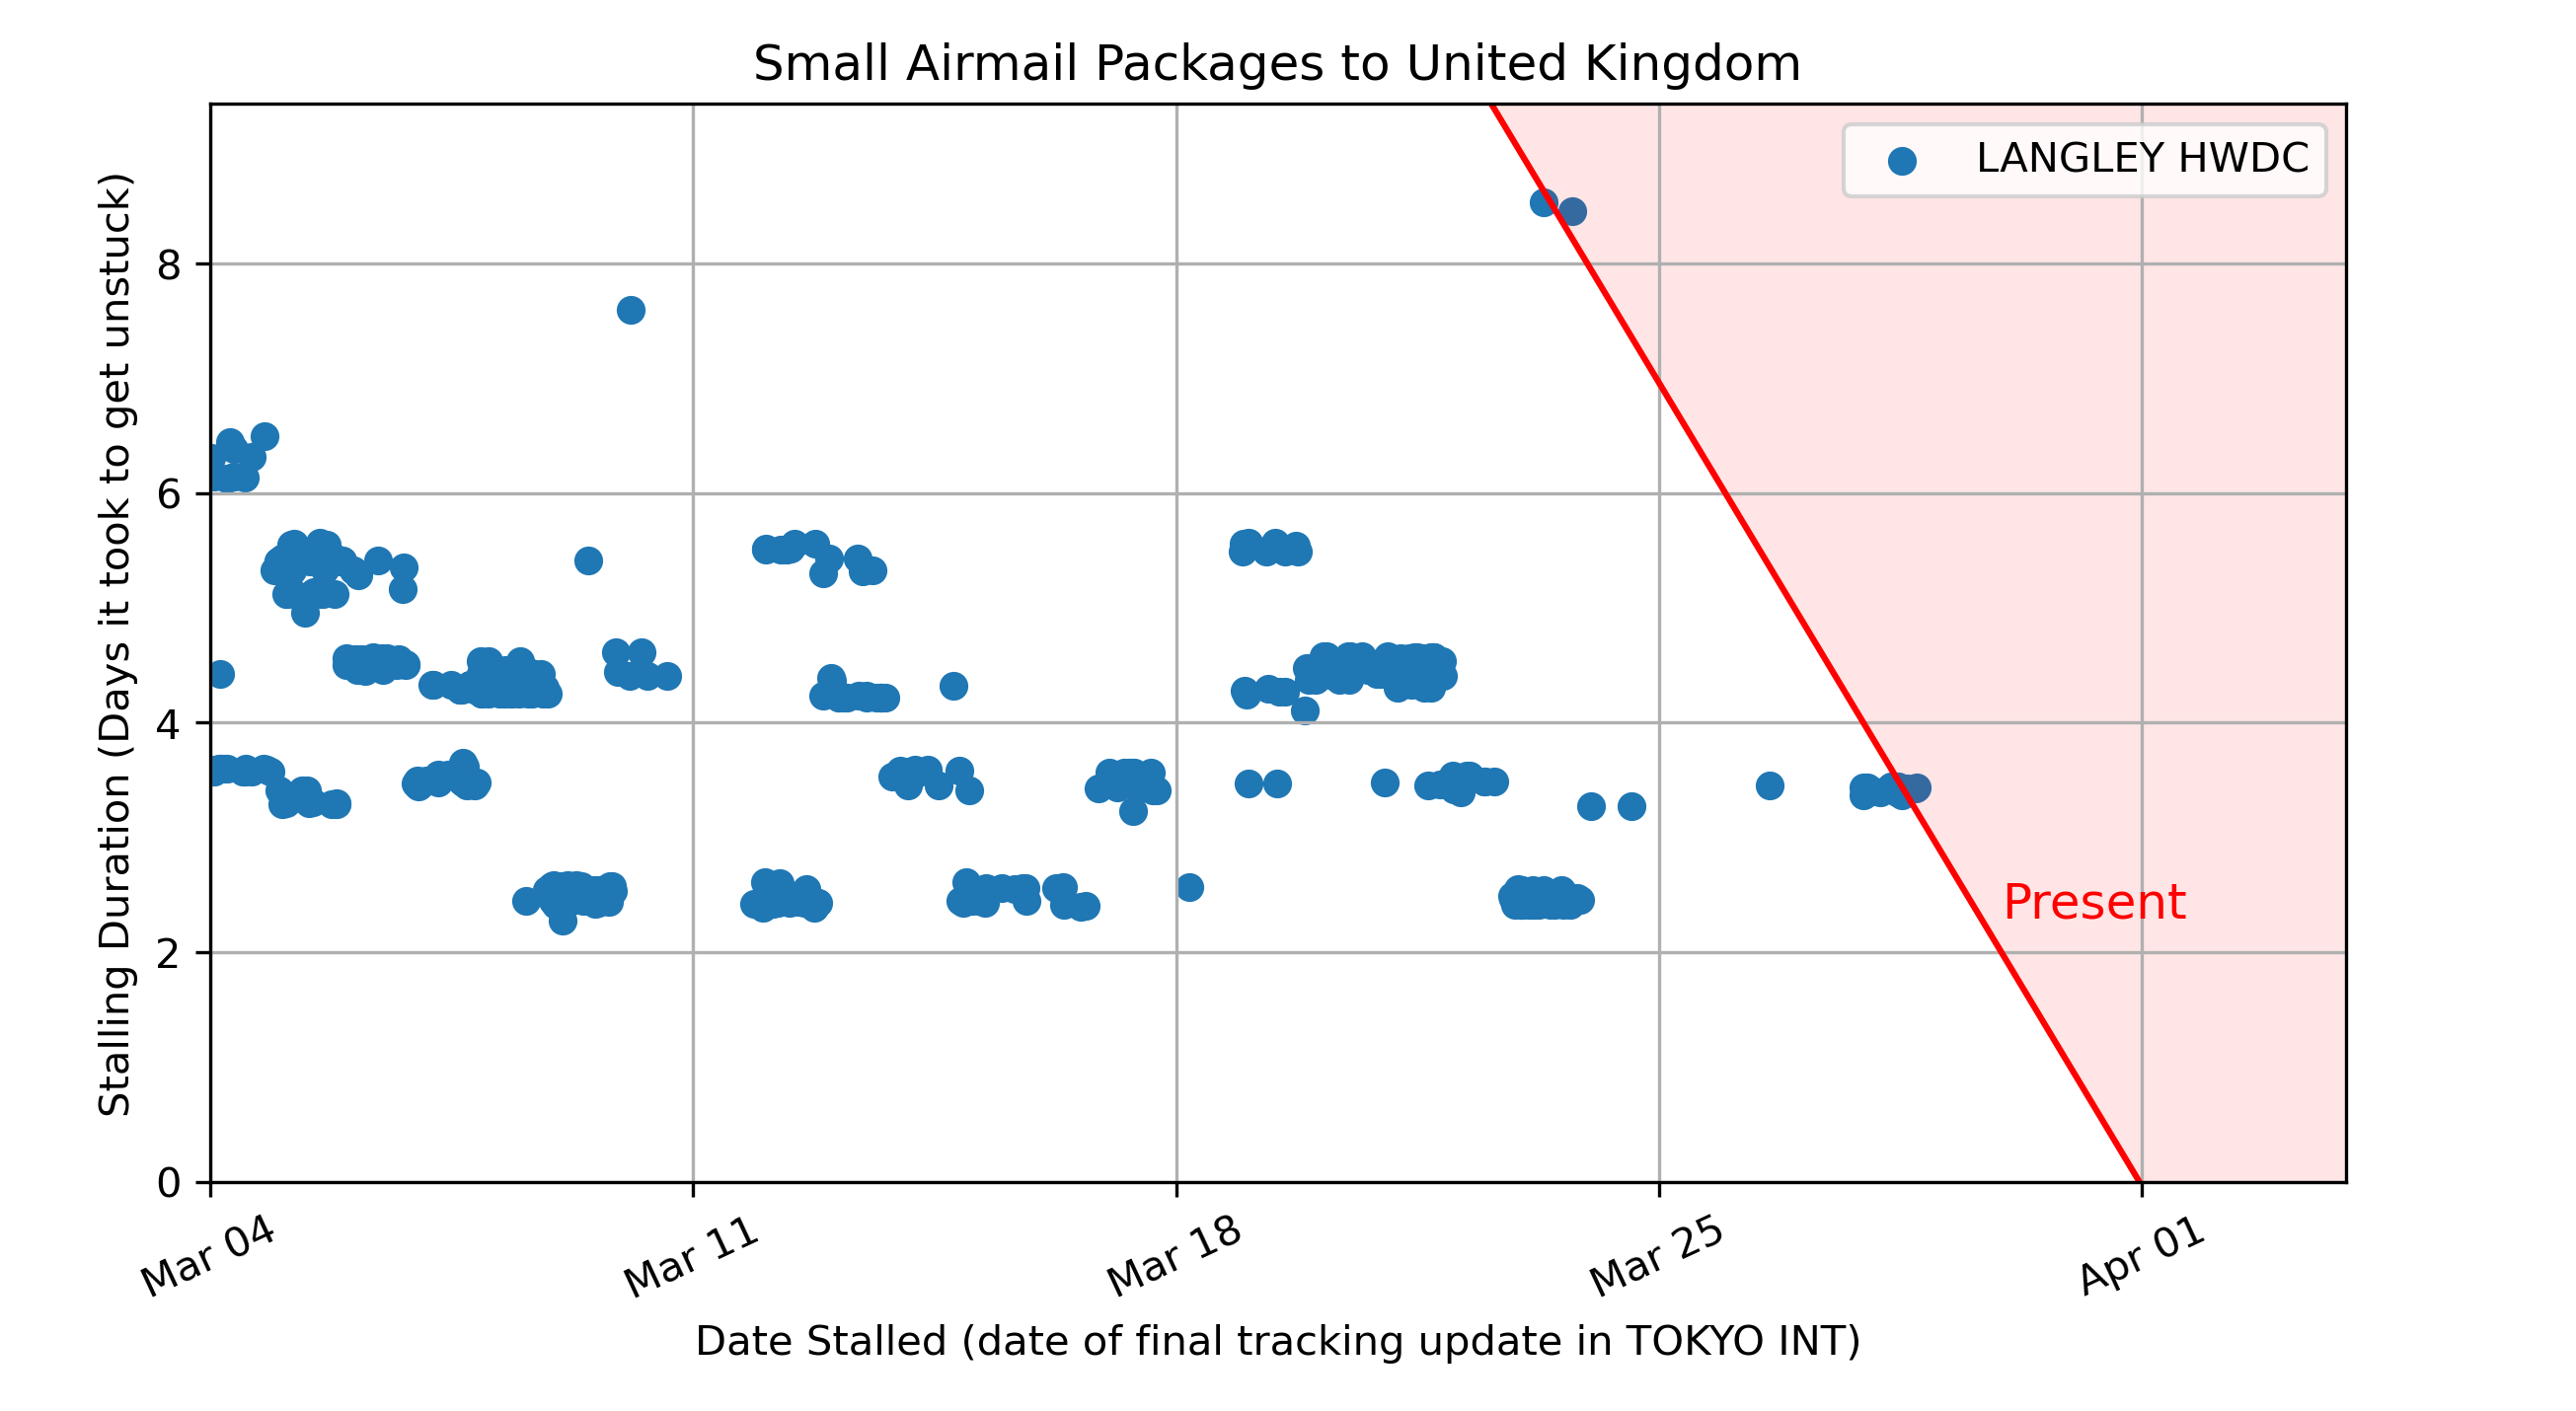 Small Airmail Packages to United Kingdom
LANGLEY HWDC
Stalling Duration (Days it took to get unstuck)
8
6
4
2
0
Present
Mar 04
Mar 11
Mar 18
Mar 25
Apr 01
Date Stalled (date of final tracking update in TOKYO INT)